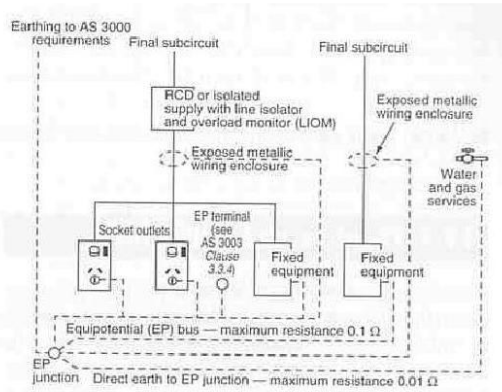 Earthing to AS 3000
requirements
Final subcircuit
Final subcircuit
RCD or isolated
supply with line isolator
and overload monitor (LIOM)
Exposed metallic
wiring enclosure
Exposed metallic
wiring enclosure
Water
and gas
services
Socket outlets
EP terminal
(see
AS 3003
Clause
3.3.4)
Fixed
equipment
Fixed
equipment
Equipotential (EP) bus — maximum resistance 0.1 Ω
EP
junction
Direct earth to EP junction — maximum resistance 0.01 Ω